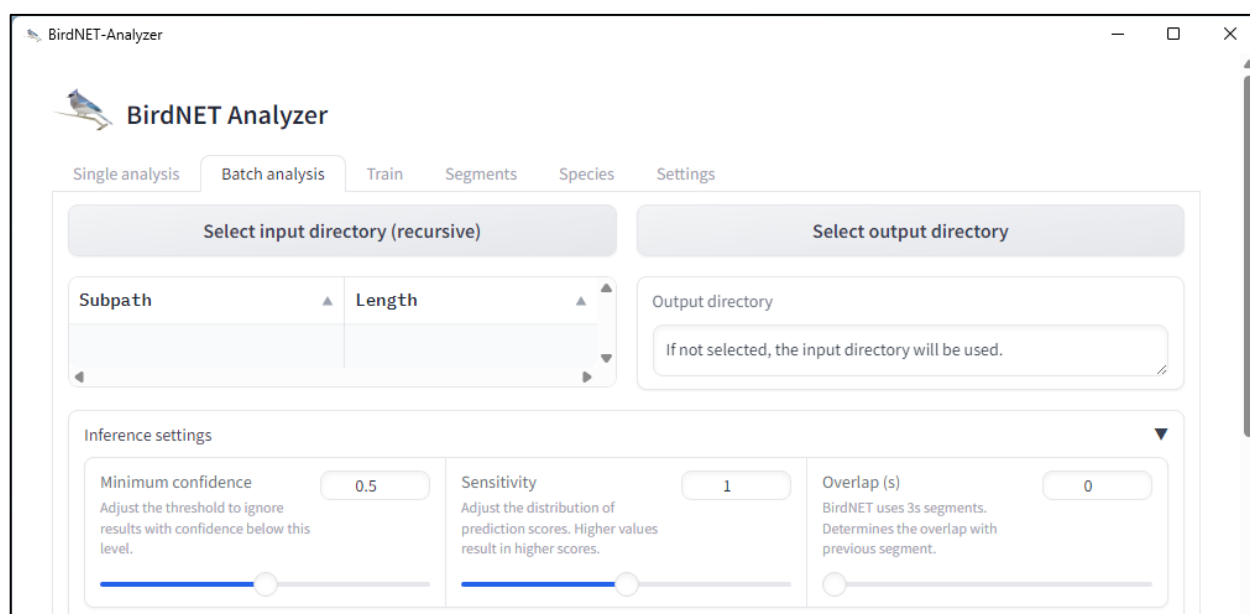 BirdNET-Analyzer
BirdNET Analyzer
Single analysis Batch analysis Train Segments Species Settings
Select input directory (recursive) Select output directory
Subpath Length
Output directory
If not selected, the input directory will be used.
Inference settings
Minimum confidence 0.5
Adjust the threshold to ignore
results with confidence below this
level.
Sensitivity 1
Adjust the distribution of
prediction scores. Higher values
result in higher scores.
Overlap (s) 0
BirdNET uses 3s segments.
Determines the overlap with
previous segment.